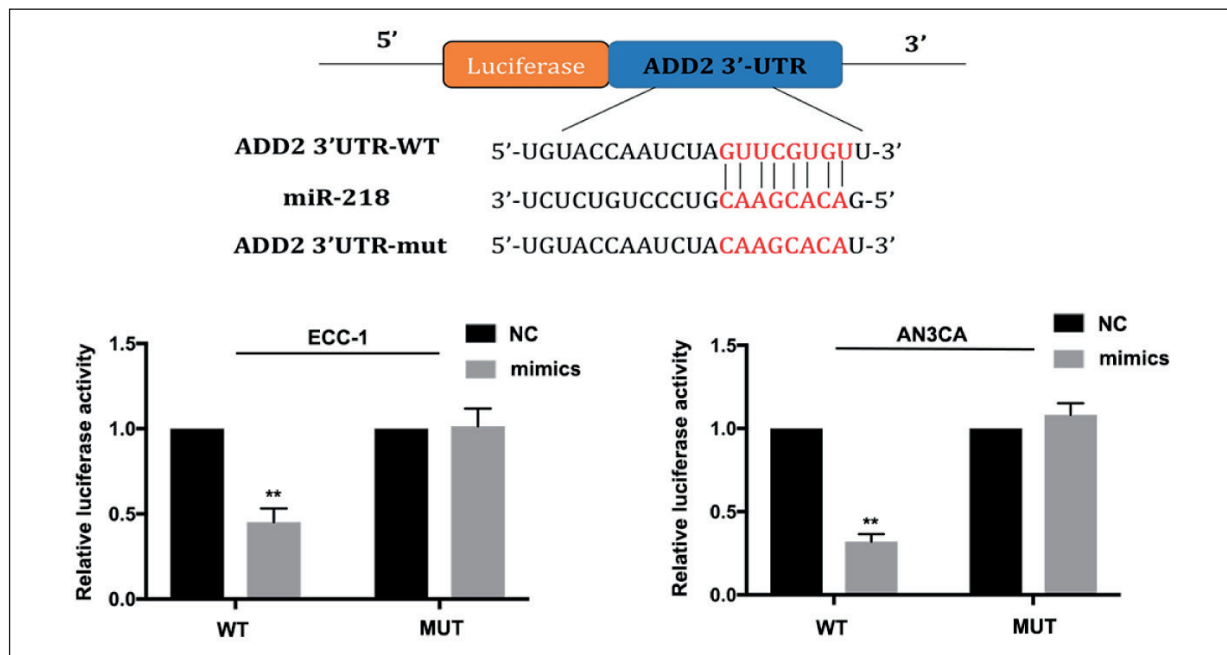 5’ 3’
Luciferase ADD2 3’-UTR
ADD2 3’UTR-WT 5’-UGUACCAAUCUAGUUCGUGUU-3’
miR-218 3’-UCUCUGUCCCUGCAAGCACAG-5’
ADD2 3’UTR-mut 5’-UGUACCAAUCUACAAGCACAU-3’
ECC-1
NC
mimics
Relative luciferase activity
1.5
1.0
0.5
0.0
**
WT MUT
AN3CA
NC
mimics
Relative luciferase activity
1.5
1.0
0.5
0.0
**
WT MUT